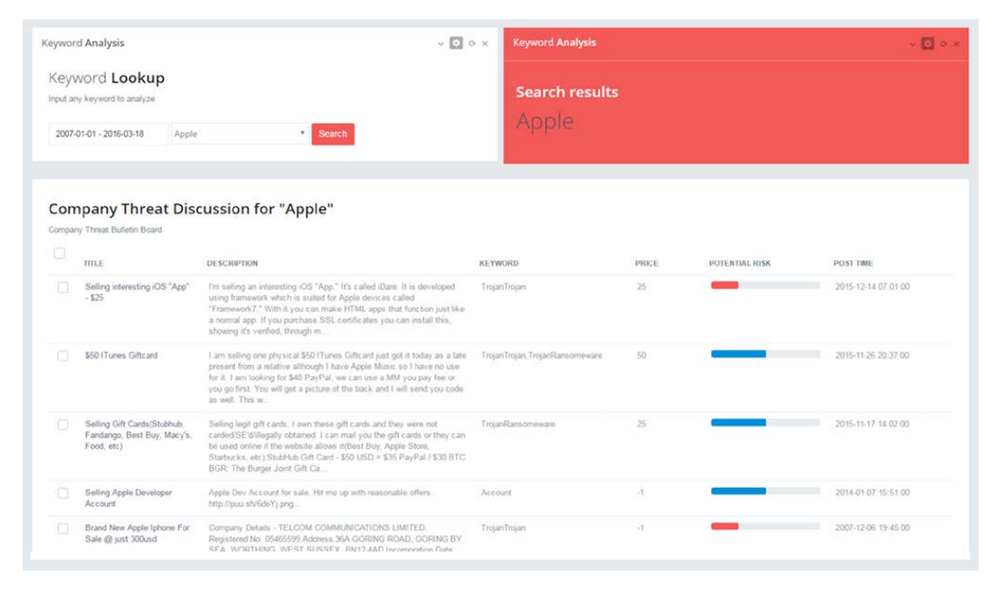 Keyword Analysis
Keyword Lookup
Input any keyword to analyze
2007-01-01 - 2016-03-18 Apple Search
Keyword Analysis
Search results
Apple
Company Threat Discussion for "Apple"
Company Threat Bulletin Board
TITLE DESCRIPTION KEYWORD PRICE POTENTIAL RISK POST TIME
Selling interesting iOS "App"
- $25
I'm selling an interesting iOS "App." It's called iDare. It is developed
using framework which is suited for Apple devices called
"Framework7." With it you can make HTML apps that function just like
a normal app. If you purchase SSL certificates you can install this,
showing it's verified, through m...
TrojanTrojan
25
2015-12-14 07:01:00
$50 ITunes Giftcard
I am selling one physical $50 ITunes Giftcard just got it today as a late
present from a relative although I have Apple Music so I have no use
for it. I am looking for $40 PayPal, we can use a MM you pay fee or
you go first. You will get a picture of the back and I will send you code
as well. This w...
TrojanTrojan,TrojanRansomeware
50
2015-11-26 20:37:00
Selling Gift Cards(Stubhub,
Fandango, Best Buy, Macy's,
Food, etc)
Selling legit gift cards, I own these gift cards and they were not
carded/SE'd/illegally obtained. I can mail you the gift cards or they can
be used online if the website allows it(Best Buy, Apple Store,
Starbucks, etc) StubHub Gift Card - $50 USD = $35 PayPal / $30 BTC
BGR: The Burger Joint Gift Ca...
TrojanRansomeware
25
2015-11-17 14:02:00
Selling Apple Developer
Account
Apple Dev Account for sale. Hit me up with reasonable offers.
http://puu.sh/6deYj.png...
Account
-1
2014-01-07 15:51:00
Brand New Apple Iphone For
Sale @ just 300usd
Company Details - TELCOM COMMUNICATIONS LIMITED.
Registered No. 05465599 Address 36A GORING ROAD, GORING BY
SEA, WORTHING, WEST SUSSEX, BN12 4AD Incorporation Date
TrojanTrojan
-1
2007-12-06 19:45:00